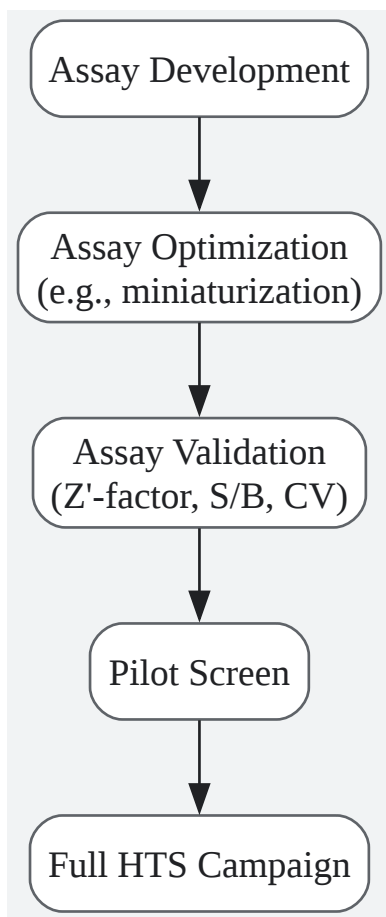 Assay Development
Assay Optimization
(e.g., miniaturization)
Assay Validation
(Z'-factor, S/B, CV)
Pilot Screen
Full HTS Campaign